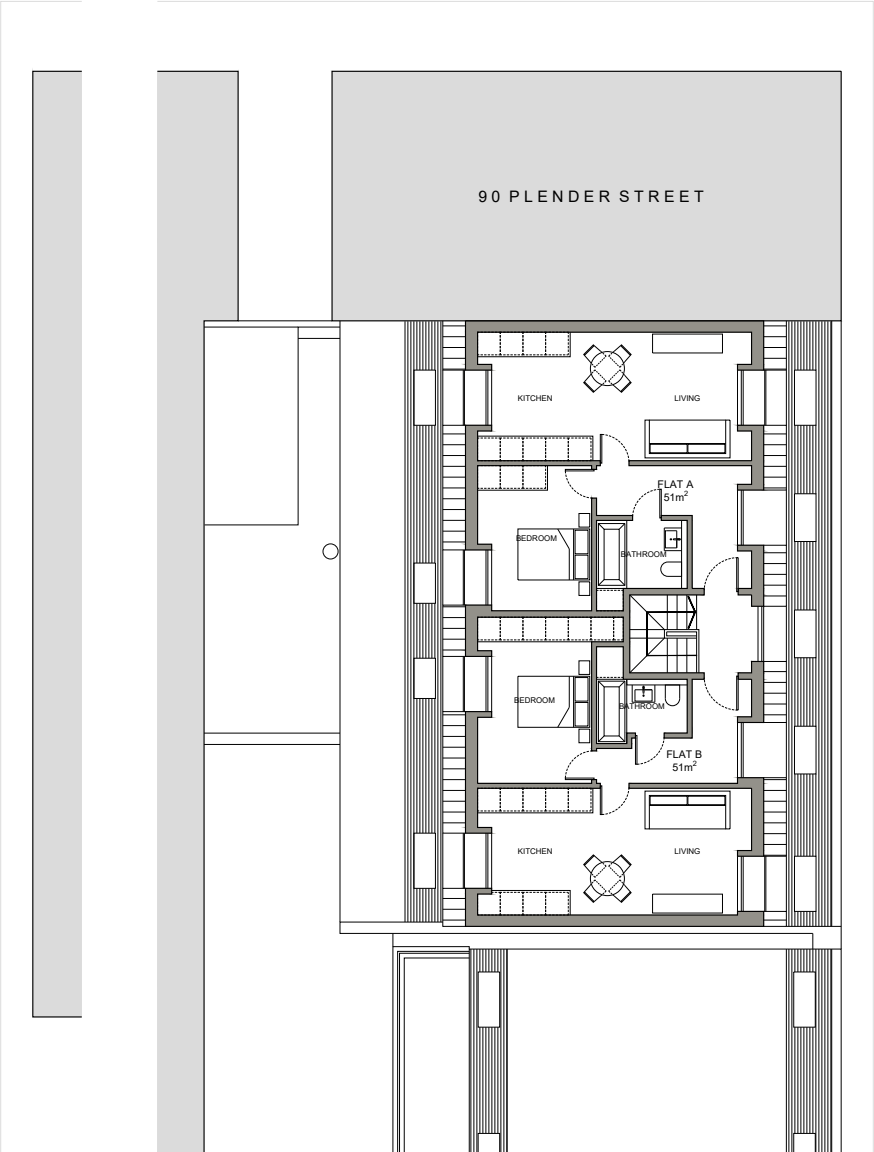 90 PLENDER STREET
KITCHEN
LIVING
FLAT A
51m²
BEDROOM
BATHROOM
BEDROOM
BATHROOM
FLAT B
51m²
KITCHEN
LIVING